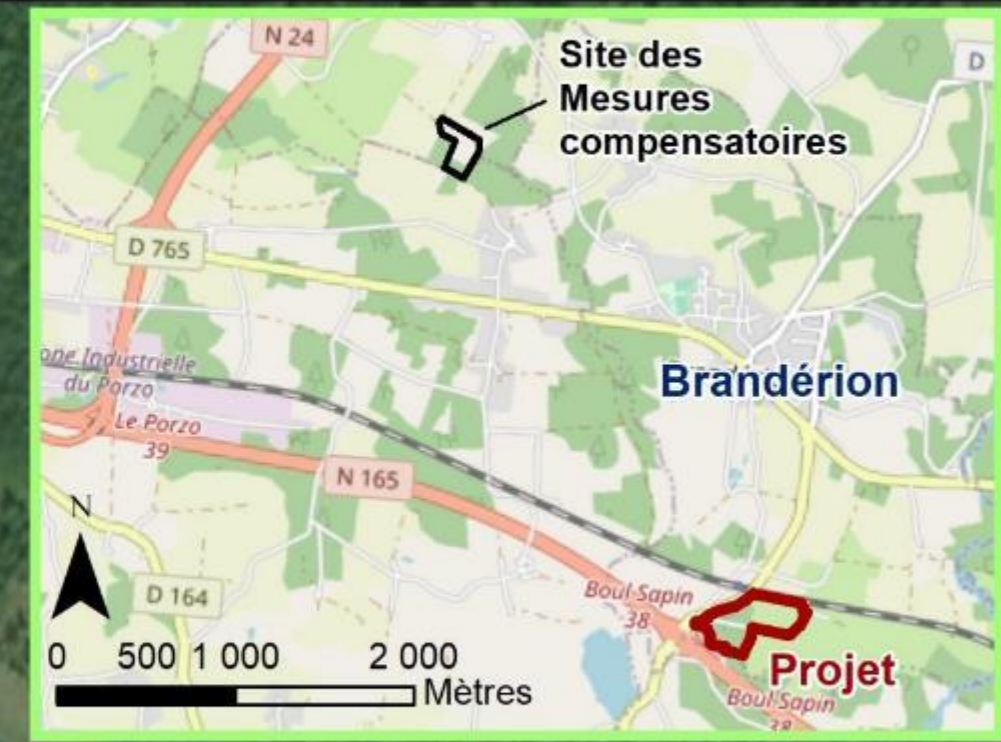 N 24
Site des
Mesures
compensatoires
D
D 765
one Industrielle
du Porzo
Le Porzo
39
Brandérion
N 165
N
D 164
Boul Sapin
38
0 500 1 000 2 000
Mètres
Projet
Boul Sapin
38